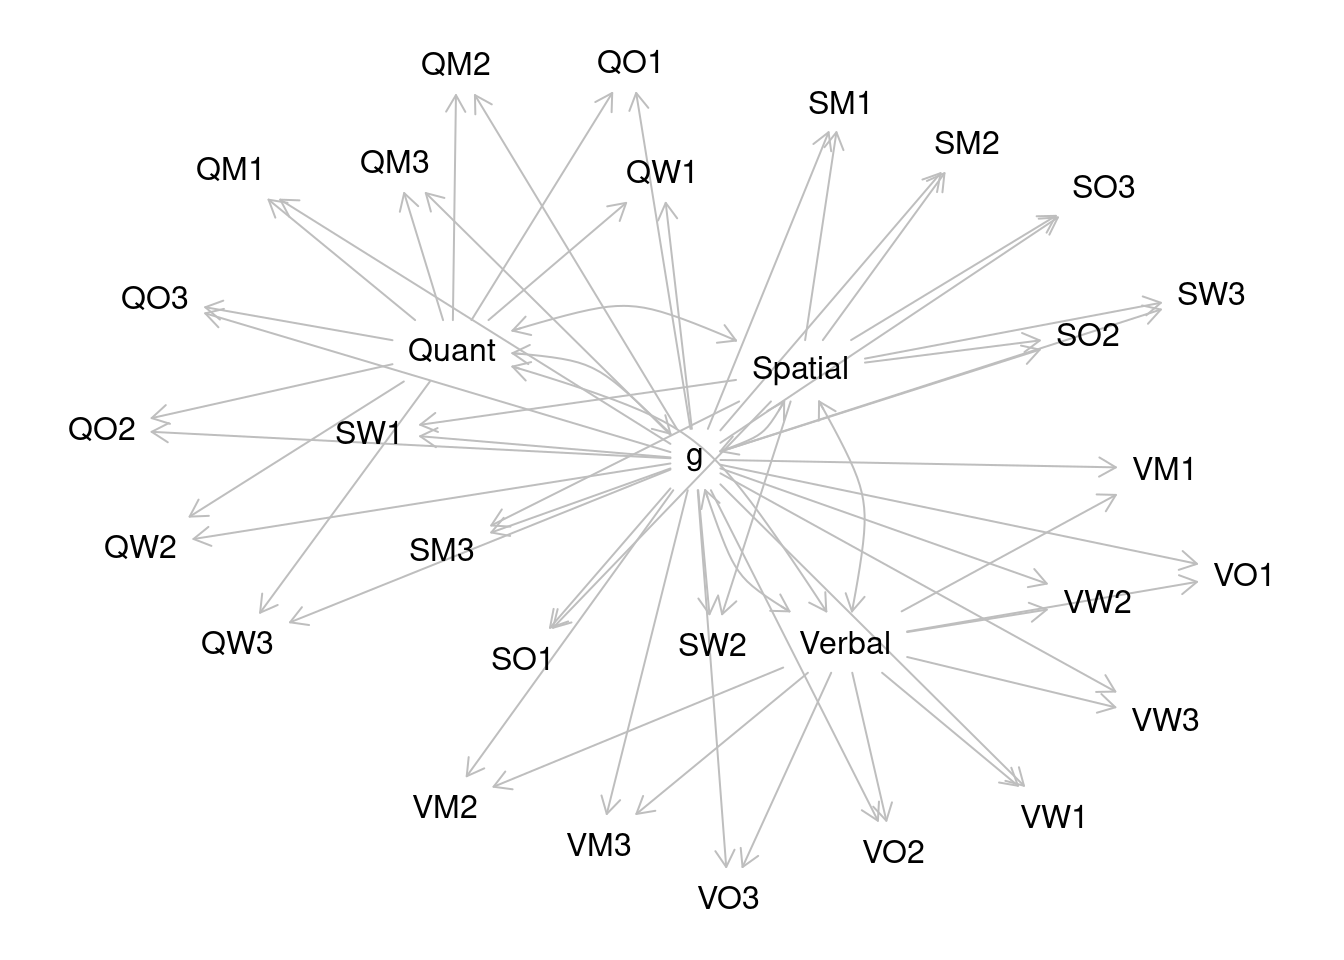 QM2
QO1
SM1
SM2
QM1
QM3
QW1
SO3
QO3
SW3
Quant
SO2
Spatial
QO2
SW1
g
VM1
QW2
SM3
VO1
VW2
QW3
SO1
SW2
Verbal
VW3
VM2
VW1
VM3
VO2
VO3